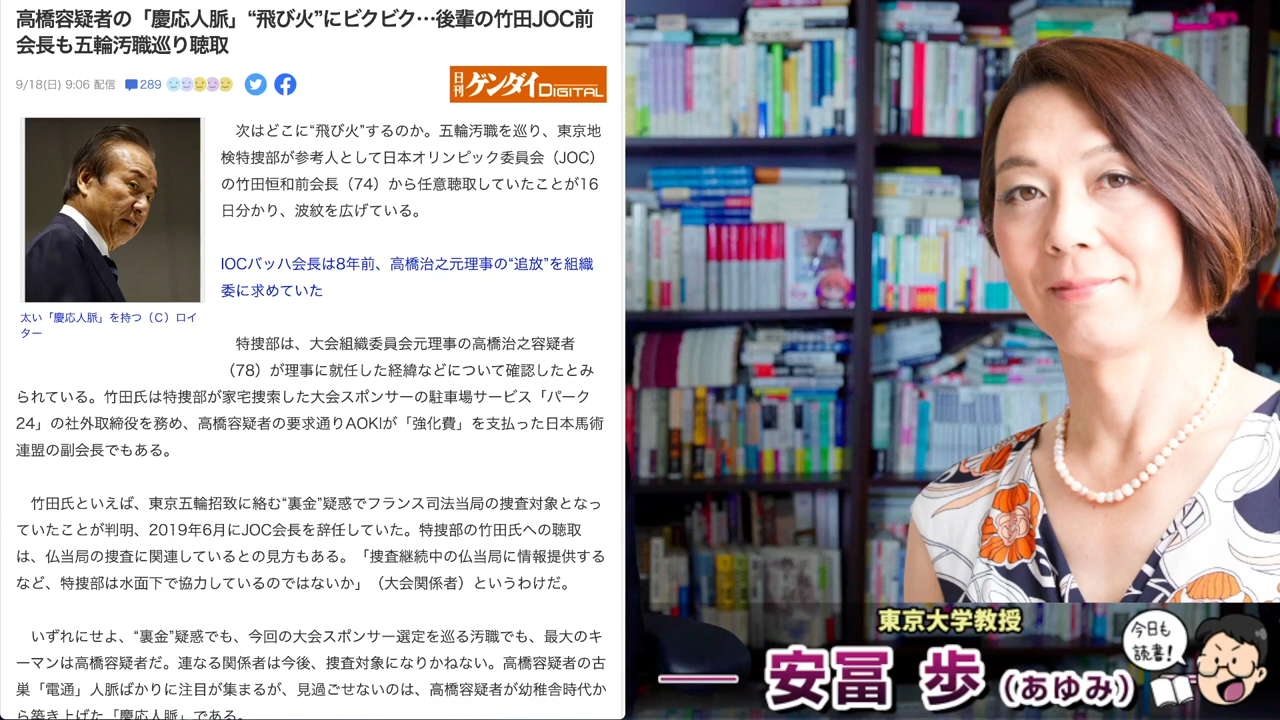 高橋容疑者の「慶応人脈」“飛び火”にビクビク…後輩の竹田JOC前
会長も五輪汚職巡り聴取
9/18(日) 9:06 配信
289
日刊ゲンダイDIGITAL
太い「慶応人脈」を持つ（Ｃ）ロイ
ター
次はどこに“飛び火”するのか。五輪汚職を巡り、東京地
検特捜部が参考人として日本オリンピック委員会（JOC）
の竹田恒和前会長（74）から任意聴取していたことが16
日分かり、波紋を広げている。
IOCバッハ会長は8年前、高橋治之元理事の“追放”を組織
委に求めていた
特捜部は、大会組織委員会元理事の高橋治之容疑者
（78）が理事に就任した経緯などについて確認したとみ
られている。竹田氏は特捜部が家宅捜索した大会スポンサーの駐車場サービス「パーク
24」の社外取締役を務め、高橋容疑者の要求通りAOKIが「強化費」を支払った日本馬術
連盟の副会長でもある。
竹田氏といえば、東京五輪招致に絡む“裏金”疑惑でフランス司法当局の捜査対象となっ
ていたことが判明、2019年6月にJOC会長を辞任していた。特捜部の竹田氏への聴取
は、仏当局の捜査に関連しているとの見方もある。「捜査継続中の仏当局に情報提供する
など、特捜部は水面下で協力しているのではないか」（大会関係者）というわけだ。
いずれにせよ、“裏金”疑惑でも、今回の大会スポンサー選定を巡る汚職でも、最大のキ
ーマンは高橋容疑者だ。連なる関係者は今後、捜査対象になりかねない。高橋容疑者の古
巣「電通」人脈ばかりに注目が集まるが、見過ごせないのは、高橋容疑者が幼稚舎時代か
ら築き上げた「慶応人脈」である。
東京大学教授
安冨 歩（あゆみ）
今日も
読書！